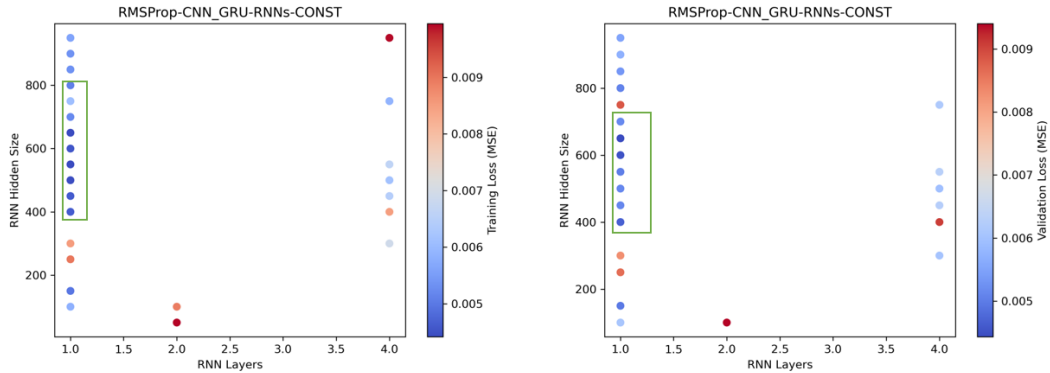 RMSProp-CNN_GRU-RNNs-CONST
800
600
400
200
RNN Hidden Size
1.0 1.5 2.0 2.5 3.0 3.5 4.0
RNN Layers
0.009
0.008
0.007
0.006
0.005
Training Loss (MSE)
RMSProp-CNN_GRU-RNNs-CONST
800
600
400
200
RNN Hidden Size
1.0 1.5 2.0 2.5 3.0 3.5 4.0
RNN Layers
0.009
0.008
0.007
0.006
0.005
Validation Loss (MSE)